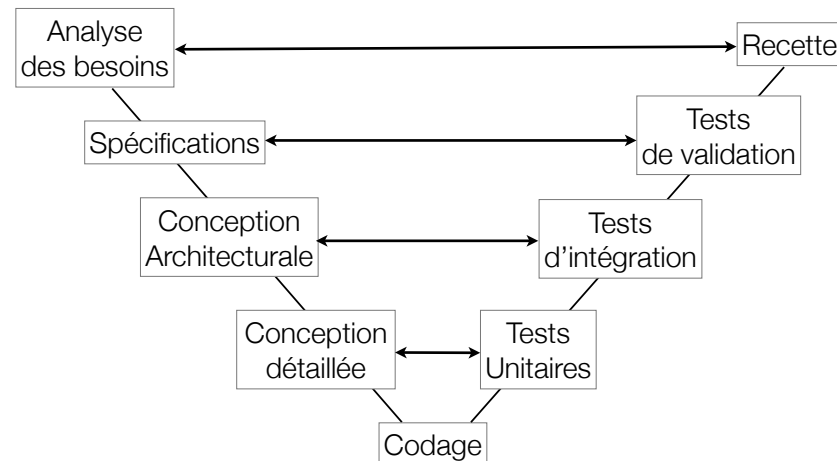 Analyse
des besoins
Recette
Spécifications
Tests
de validation
Conception
Architecturale
Tests
d'intégration
Conception
détaillée
Tests
Unitaires
Codage